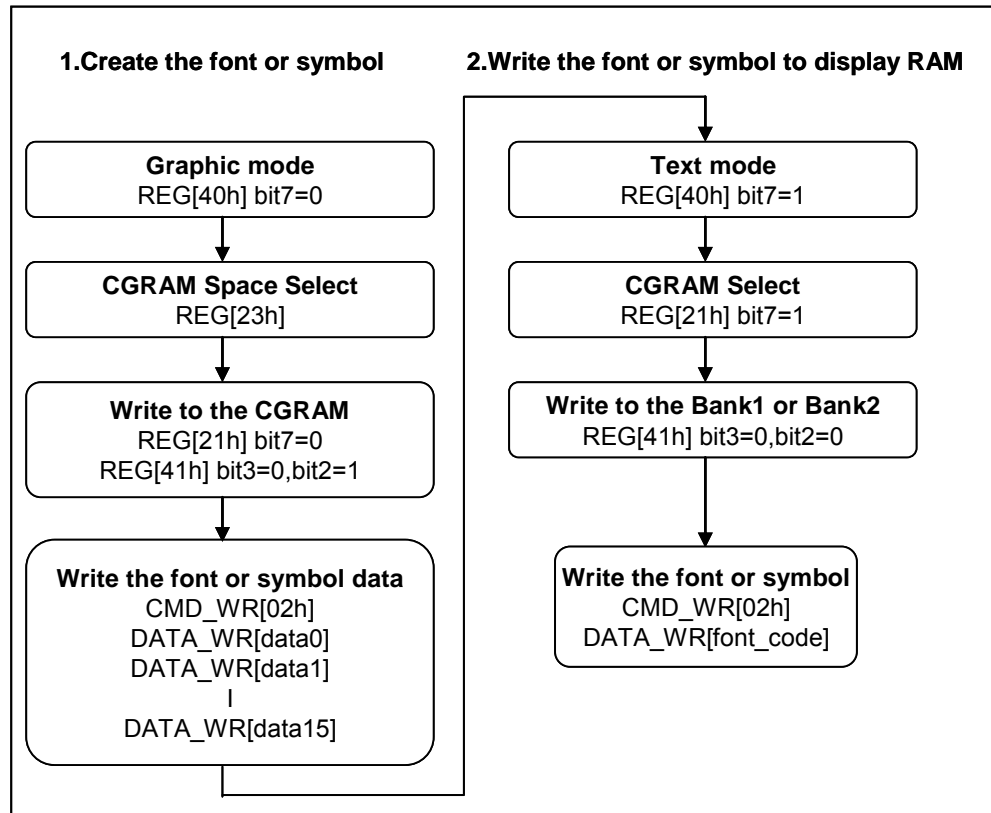 1.Create the font or symbol
Graphic mode
REG[40h] bit7=0
CGRAM Space Select
REG[23h]
Write to the CGRAM
REG[21h] bit7=0
REG[41h] bit3=0,bit2=1
Write the font or symbol data
CMD_WR[02h]
DATA_WR[data0]
DATA_WR[data1]
I
DATA_WR[data15]
2.Write the font or symbol to display RAM
Text mode
REG[40h] bit7=1
CGRAM Select
REG[21h] bit7=1
Write to the Bank1 or Bank2
REG[41h] bit3=0,bit2=0
Write the font or symbol
CMD_WR[02h]
DATA_WR[font_code]